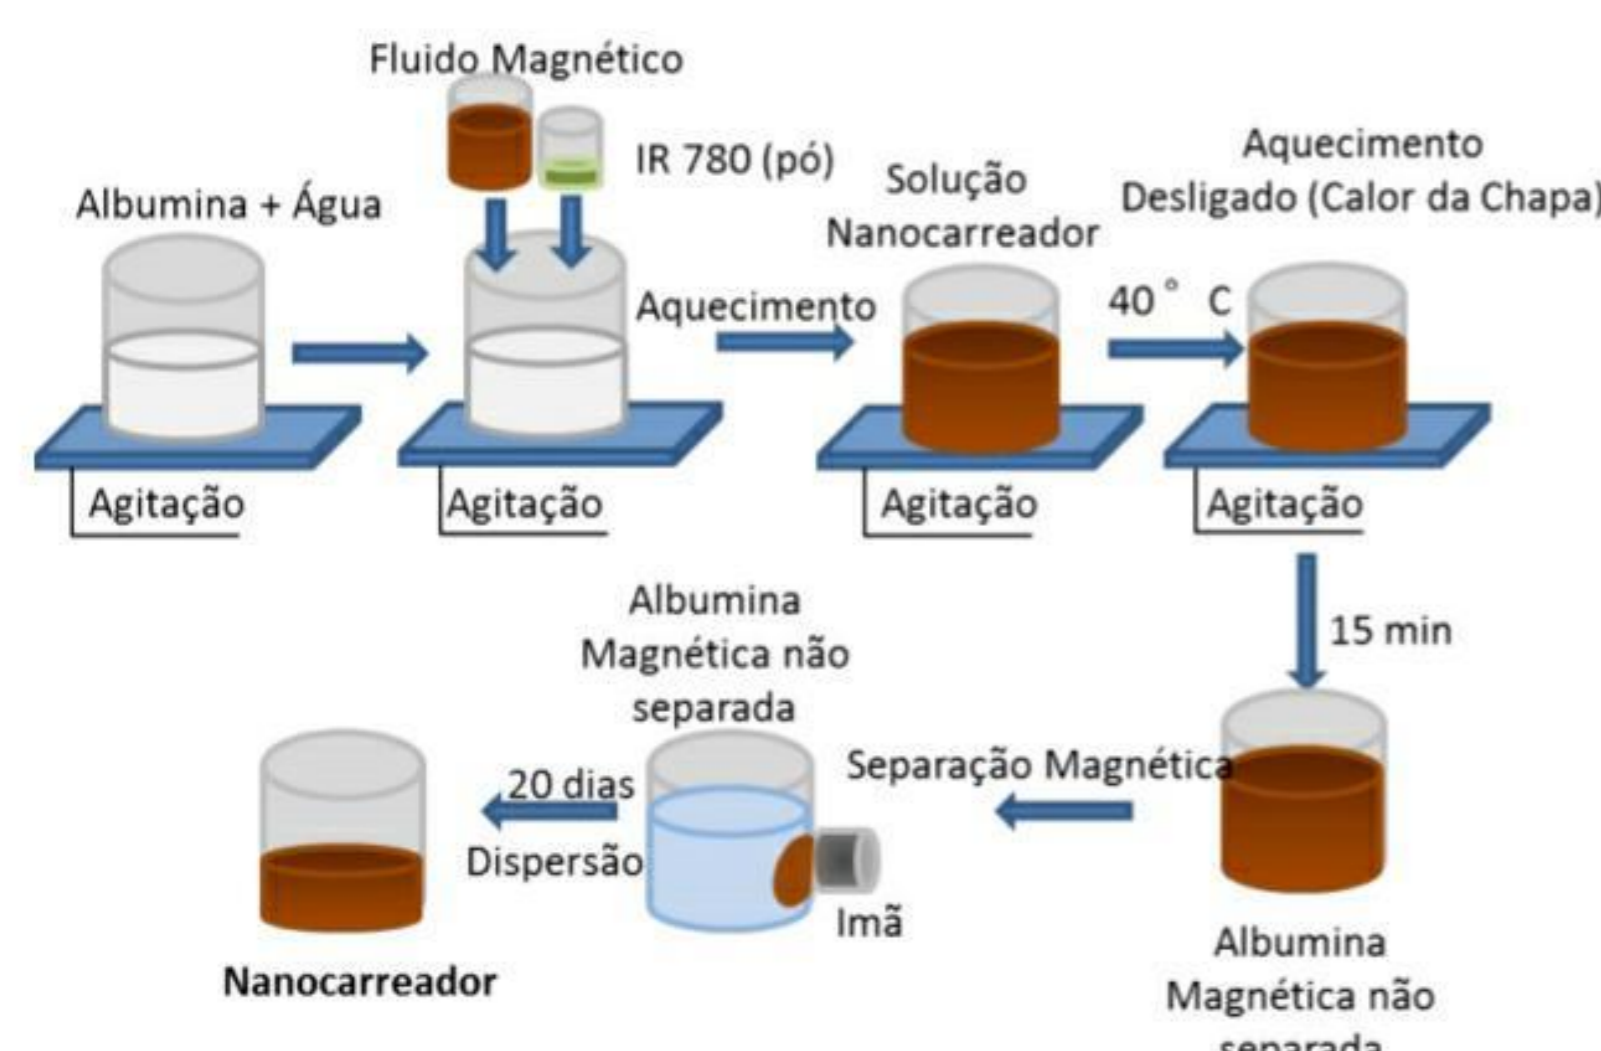 Fluido Magnético
IR 780 (pó)
Albumina + Água
Aquecimento
Solução
Nanocarreador
40° C
Aquecimento
Desligado (Calor da Chapa)
Agitação
Agitação
Agitação
Agitação
15 min
Albumina
Magnética não
separada
Separação Magnética
20 dias
Dispersão
Imã
Nanocarreador
Albumina
Magnética não
separada